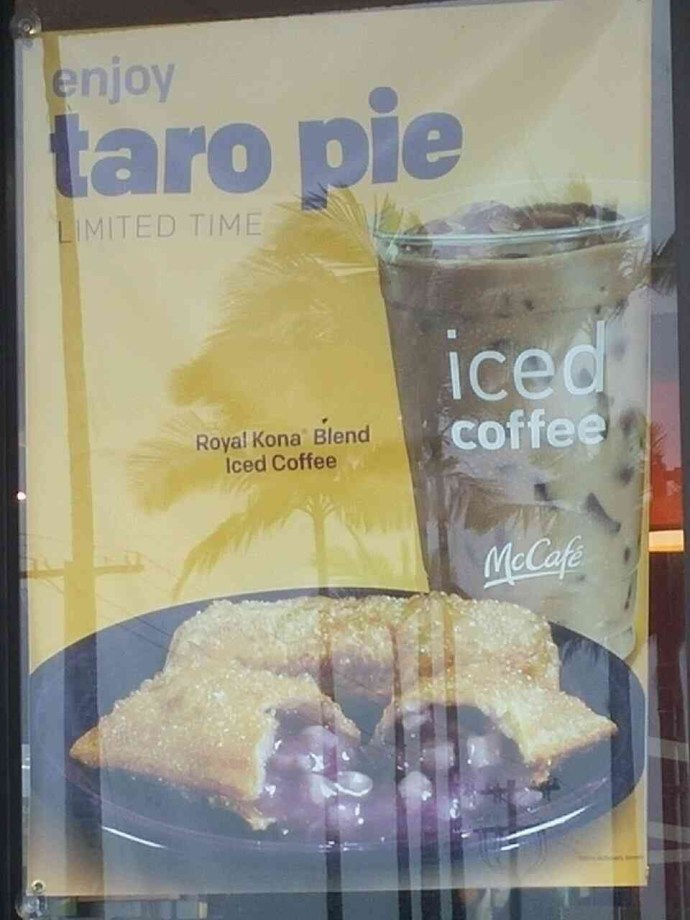 enjoy
taro pie
LIMITED TIME
iced
coffee
Royal Kona® Blend
Iced Coffee
McCafé